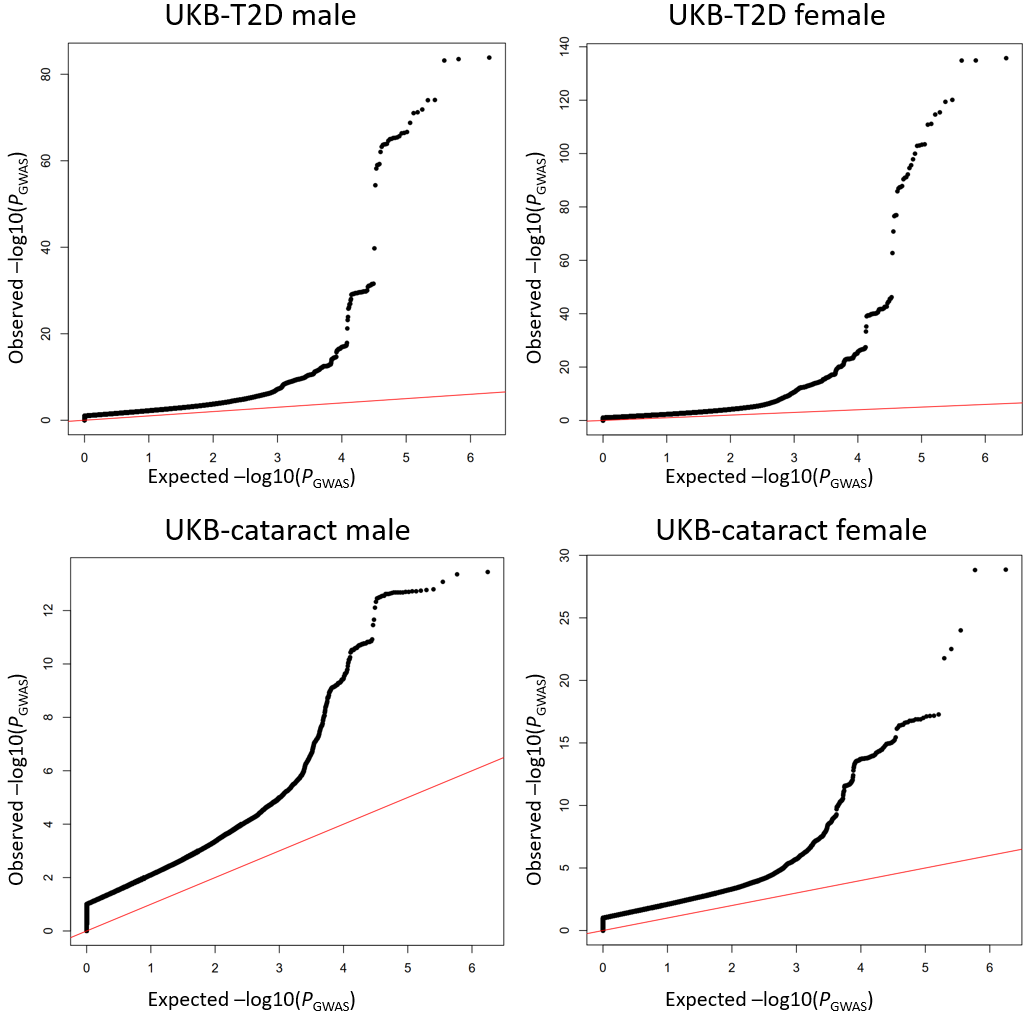 UKB-T2D male
UKB-T2D female
Observed –log10(PGWAS)
80
60
40
20
0
0 1 2 3 4 5 6
Expected –log10(PGWAS)
Observed –log10(PGWAS)
140
120
100
80
60
40
20
0
0 1 2 3 4 5 6
Expected –log10(PGWAS)
UKB-cataract male
UKB-cataract female
Observed –log10(PGWAS)
12
10
8
6
4
2
0
0 1 2 3 4 5 6
Expected –log10(PGWAS)
Observed –log10(PGWAS)
30
25
20
15
10
5
0
0 1 2 3 4 5 6
Expected –log10(PGWAS)